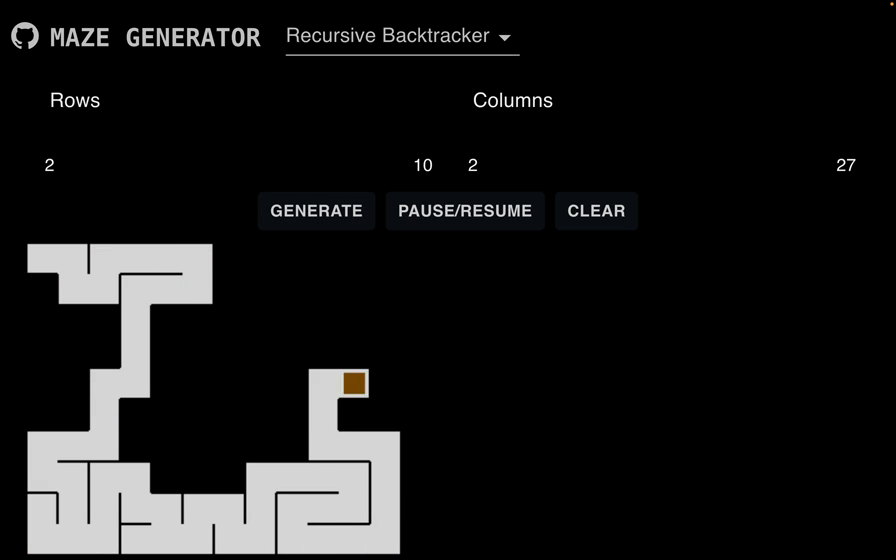 MAZE GENERATOR Recursive Backtracker
Rows Columns
2 10 2 27
GENERATE PAUSE/RESUME CLEAR